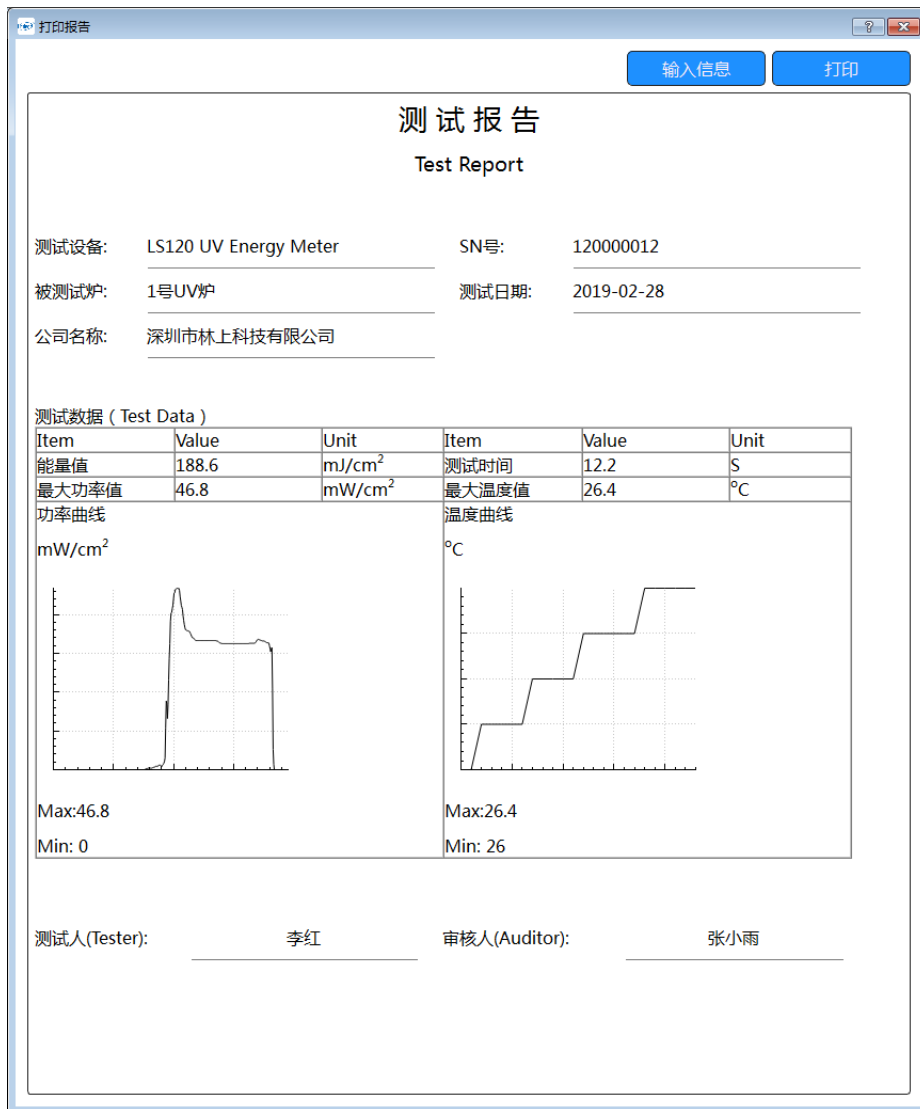 打印报告
输入信息 打印
测试报告
Test Report
测试设备: LS120 UV Energy Meter SN号: 120000012
被测试炉: 1号UV炉 测试日期: 2019-02-28
公司名称: 深圳市林上科技有限公司
测试数据（Test Data）
Item Value Unit Item Value Unit
能量值 188.6 mJ/cm² 测试时间 12.2 S
最大功率值 46.8 mW/cm² 最大温度值 26.4 °C
功率曲线 温度曲线
mW/cm² °C
Max:46.8 Max:26.4
Min: 0 Min: 26
测试人(Tester): 李红 审核人(Auditor): 张小雨